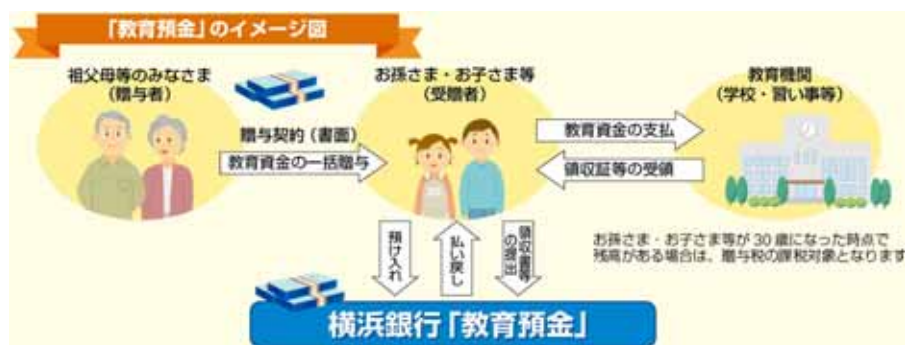 「教育預金」のイメージ図
祖父母等のみなさま
(贈与者)
お孫さま・お子さま等
(受贈者)
教育機関
(学校・習い事等)
贈与契約(書面)
教育資金の一括贈与
教育資金の支払
領収証等の受領
預け入れ
払い戻し
領収書等
の提出
お孫さま・お子さま等が30歳になった時点で
残高がある場合は、贈与税の課税対象となります
横浜銀行「教育預金」